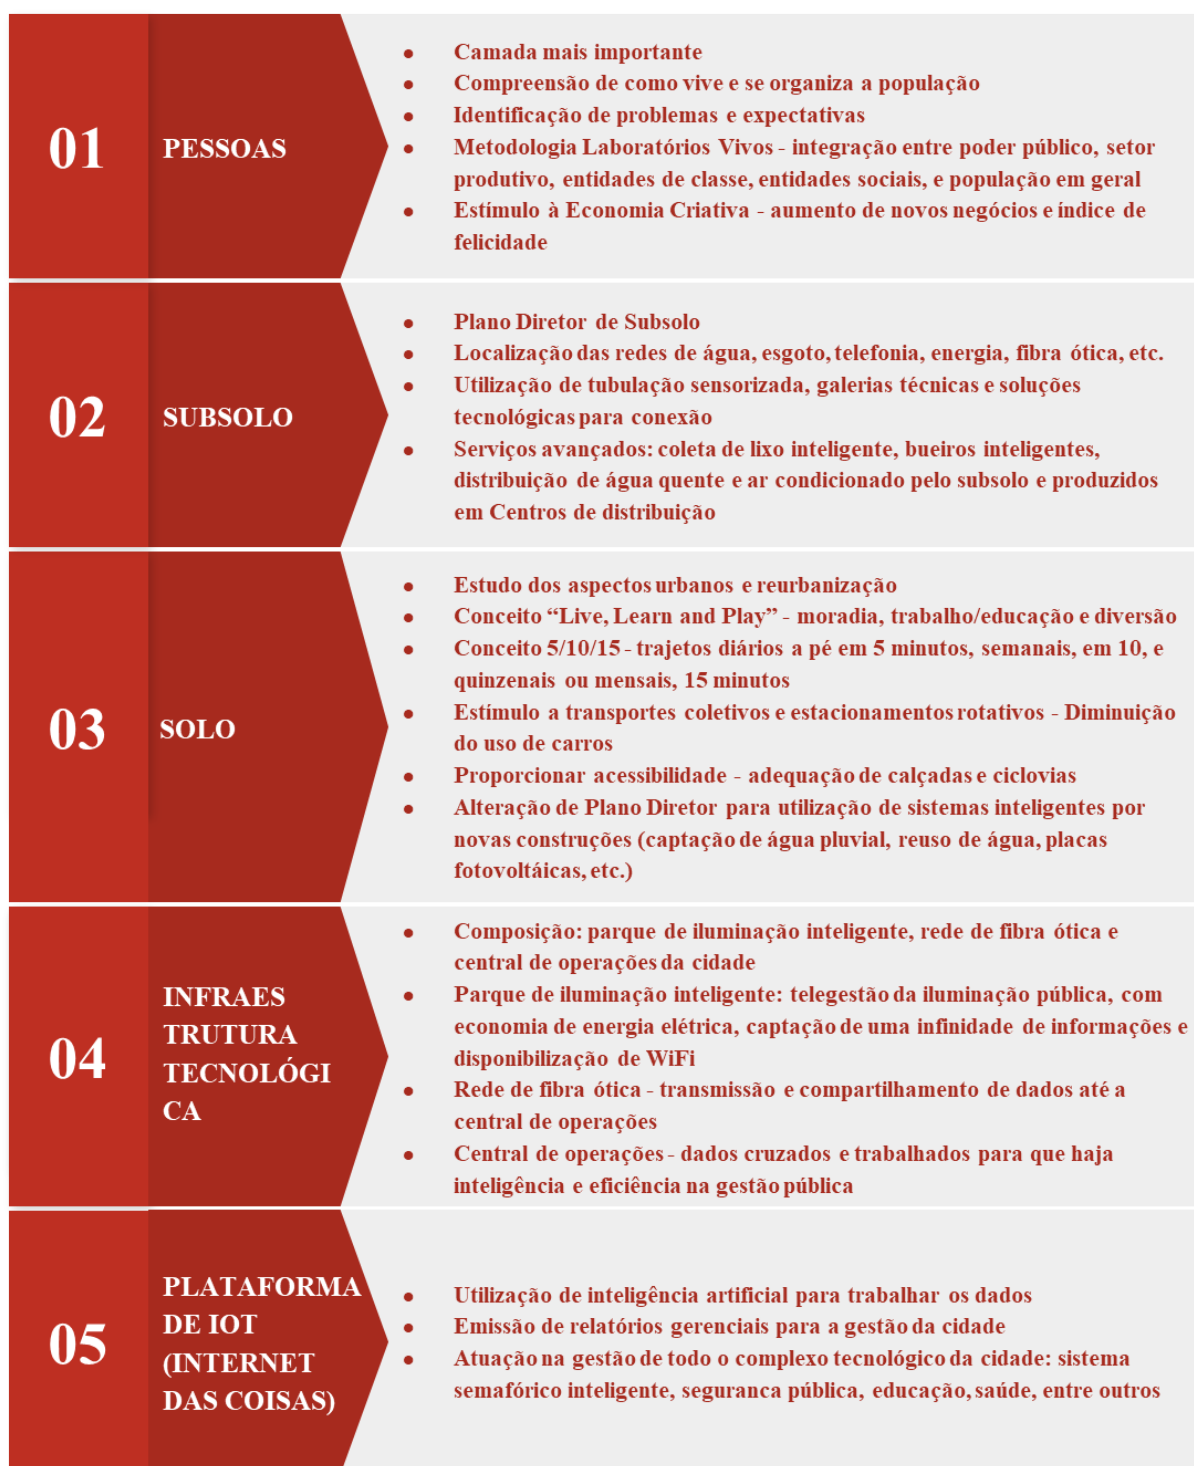 01
PESSOAS
● Camada mais importante
● Compreensão de como vive e se organiza a população
● Identificação de problemas e expectativas
● Metodologia Laboratórios Vivos - integração entre poder público, setor
produtivo, entidades de classe, entidades sociais, e população em geral
● Estímulo à Economia Criativa - aumento de novos negócios e índice de
felicidade
02
SUBSOLO
● Plano Diretor de Subsolo
● Localização das redes de água, esgoto, telefonia, energia, fibra ótica, etc.
● Utilização de tubulação sensorizada, galerias técnicas e soluções
tecnológicas para conexão
● Serviços avançados: coleta de lixo inteligente, bueiros inteligentes,
distribuição de água quente e ar condicionado pelo subsolo e produzidos
em Centros de distribuição
03
SOLO
● Estudo dos aspectos urbanos e reurbanização
● Conceito “Live, Learn and Play” - moradia, trabalho/educação e diversão
● Conceito 5/10/15 - trajetos diários a pé em 5 minutos, semanais, em 10, e
quinzenais ou mensais, 15 minutos
● Estímulo a transportes coletivos e estacionamentos rotativos - Diminuição
do uso de carros
● Proporcionar acessibilidade - adequação de calçadas e ciclovias
● Alteração de Plano Diretor para utilização de sistemas inteligentes por
novas construções (captação de água pluvial, reuso de água, placas
fotovoltáicas, etc.)
04
INFRAES
TRUTURA
TECNOLÓGI
CA
● Composição: parque de iluminação inteligente, rede de fibra ótica e
central de operações da cidade
● Parque de iluminação inteligente: telegestão da iluminação pública, com
economia de energia elétrica, captação de uma infinidade de informações e
disponibilização de WiFi
● Rede de fibra ótica - transmissão e compartilhamento de dados até a
central de operações
● Central de operações - dados cruzados e trabalhados para que haja
inteligência e eficiência na gestão pública
05
PLATAFORMA
DE IOT
(INTERNET
DAS COISAS)
● Utilização de inteligência artificial para trabalhar os dados
● Emissão de relatórios gerenciais para a gestão da cidade
● Atuação na gestão de todo o complexo tecnológico da cidade: sistema
semafórico inteligente, seguranca pública, educação, saúde, entre outros